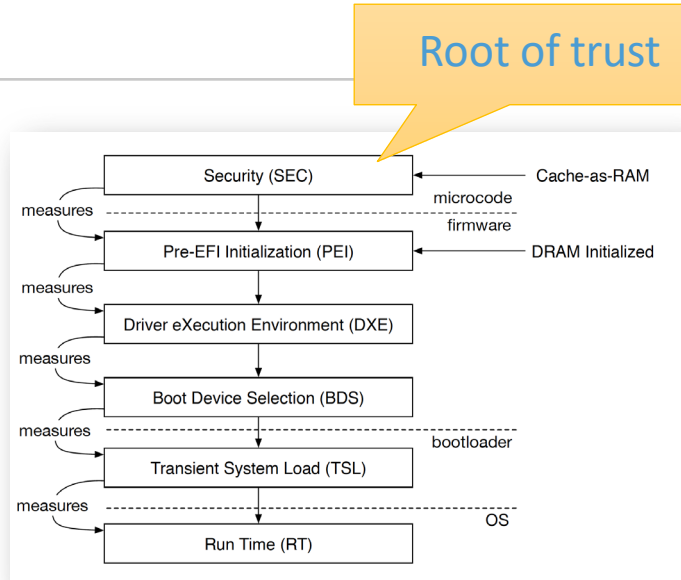 Root of trust
Security (SEC)
Cache-as-RAM
microcode
measures
firmware
Pre-EFI Initialization (PEI)
DRAM Initialized
measures
Driver eXecution Environment (DXE)
measures
Boot Device Selection (BDS)
measures
bootloader
Transient System Load (TSL)
measures
OS
Run Time (RT)